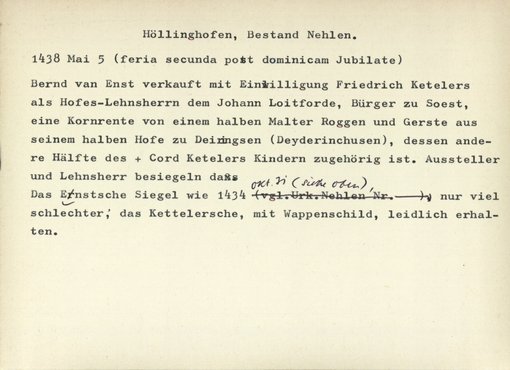 Höllinghofen, Bestand Nehlen.
1438 Mai 5 (feria secunda post dominicam Jubilate)
Bernd van Enst verkauft mit Einwilligung Friedrich Ketelers
als Hofes-Lehnsherrn dem Johann Loitforde, Bürger zu Soest,
eine Kornrente von einem halben Malter Roggen und Gerste aus
seinem halben Hofe zu Deiringsen (Deyderinchusen), dessen ande-
re Hälfte des + Cord Ketelers Kindern zugehörig ist. Aussteller
und Lehnsherr besiegeln das.
okt. 31 (siehe oben),
Das Ernstsche Siegel wie 1434 (vgl.Urk.Nehlen Nr. ), nur viel
schlechter, das Kettelersche, mit Wappenschild, leidlich erhal-
ten.